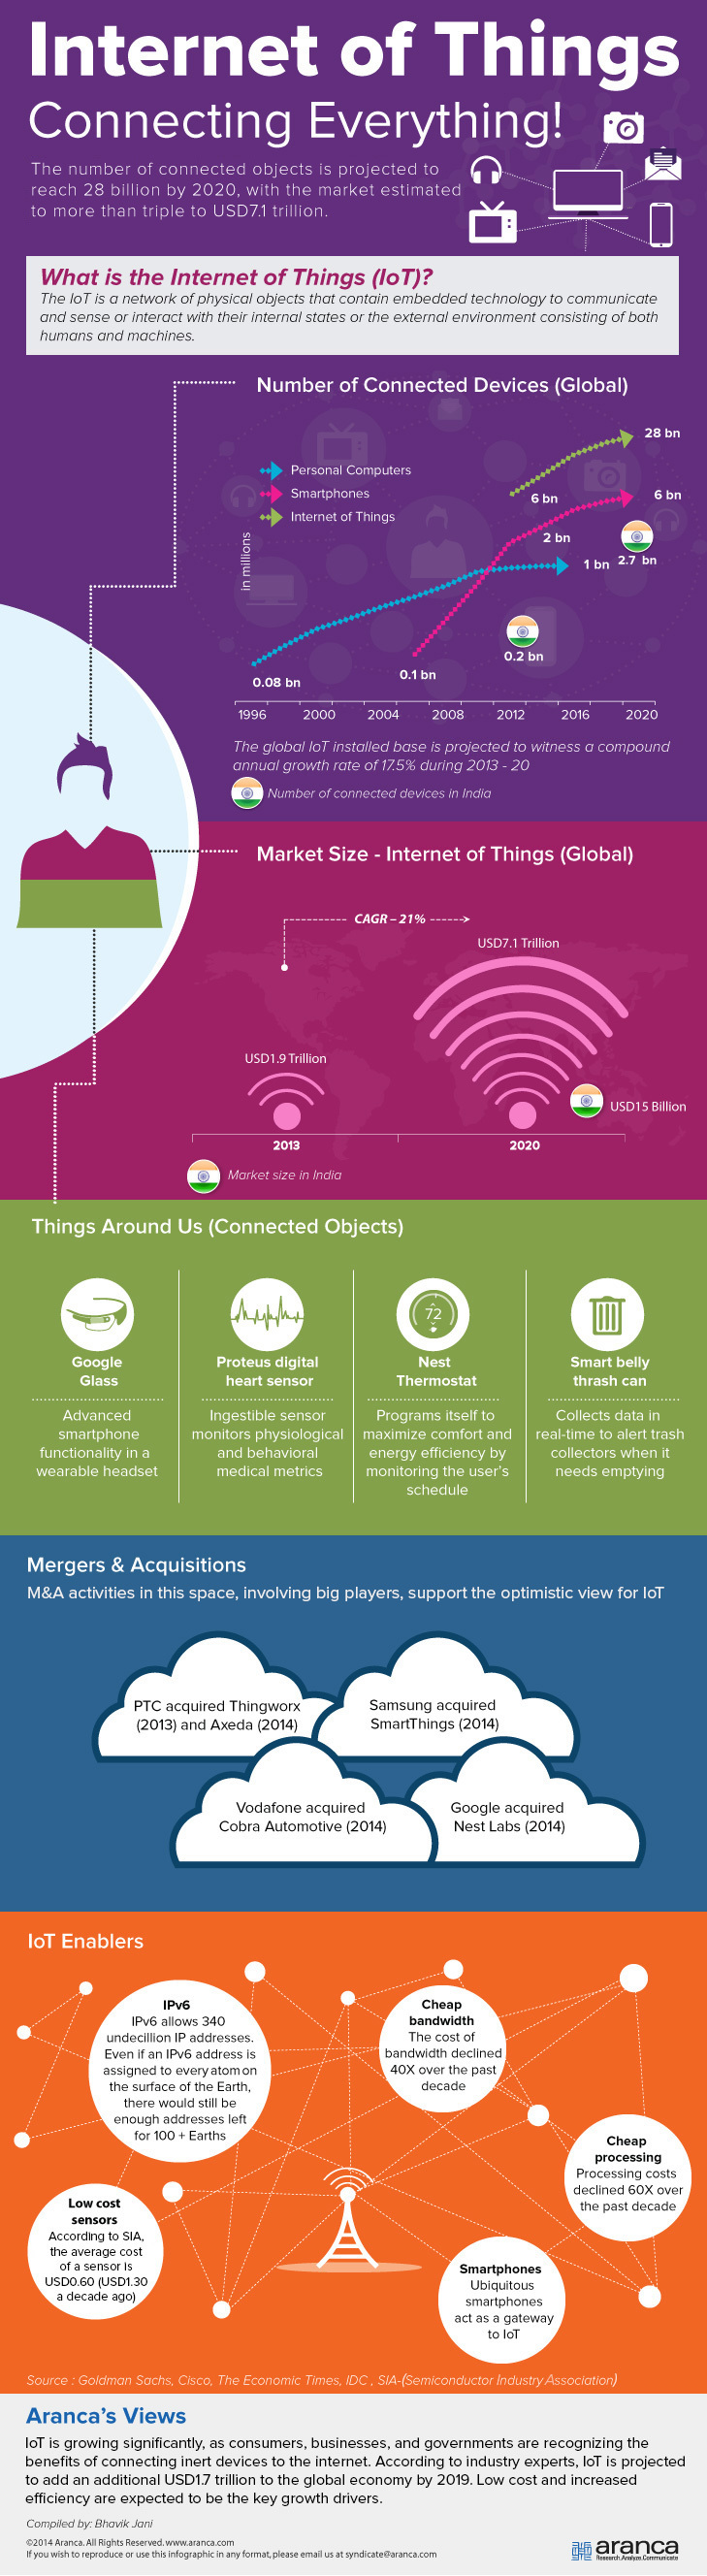 Internet of Things
Connecting Everything!
The number of connected objects is projected to
reach 28 billion by 2020, with the market estimated
to more than triple to USD7.1 trillion.
What is the Internet of Things (IoT)?
The IoT is a network of physical objects that contain embedded technology to communicate
and sense or interact with their internal states or the external environment consisting of both
humans and machines.
Number of Connected Devices (Global)
28 bn
Personal Computers
Smartphones
Internet of Things
6 bn
6 bn
2 bn
in millions
1 bn
2.7 bn
0.2 bn
0.1 bn
0.08 bn
1996 2000 2004 2008 2012 2016 2020
The global IoT installed base is projected to witness a compound
annual growth rate of 17.5% during 2013 - 20
Number of connected devices in India
Market Size - Internet of Things (Global)
CAGR – 21%
USD7.1 Trillion
USD1.9 Trillion
USD15 Billion
2013 2020
Market size in India
Things Around Us (Connected Objects)
Google
Glass
Advanced
smartphone
functionality in a
wearable headset
Proteus digital
heart sensor
Ingestible sensor
monitors physiological
and behavioral
medical metrics
72
Nest
Thermostat
Programs itself to
maximize comfort and
energy efficiency by
monitoring the user's
schedule
Smart belly
thrash can
Collects data in
real-time to alert trash
collectors when it
needs emptying
Mergers & Acquisitions
M&A activities in this space, involving big players, support the optimistic view for IoT
PTC acquired Thingworx
(2013) and Axeda (2014)
Samsung acquired
SmartThings (2014)
Vodafone acquired
Cobra Automotive (2014)
Google acquired
Nest Labs (2014)
IoT Enablers
IPv6
IPv6 allows 340
undecillion IP addresses.
Even if an IPv6 address is
assigned to every atom on
the surface of the Earth,
there would still be
enough addresses left
for 100 + Earths
Cheap
bandwidth
The cost of
bandwidth declined
40X over the past
decade
Cheap
processing
Processing costs
declined 60X over
the past decade
Low cost
sensors
According to SIA,
the average cost
of a sensor is
USD0.60 (USD1.30
a decade ago)
Smartphones
Ubiquitous
smartphones
act as a gateway
to IoT
Source : Goldman Sachs, Cisco, The Economic Times, IDC , SIA-(Semiconductor Industry Association)
Aranca's Views
IoT is growing significantly, as consumers, businesses, and governments are recognizing the
benefits of connecting inert devices to the internet. According to industry experts, IoT is projected
to add an additional USD1.7 trillion to the global economy by 2019. Low cost and increased
efficiency are expected to be the key growth drivers.
Compiled by: Bhavik Jani
©2014 Aranca. All Rights Reserved. www.aranca.com
If you wish to reproduce or use this infographic in any format, please email us at syndicate@aranca.com
aranca
Research.Analyze.Communicate